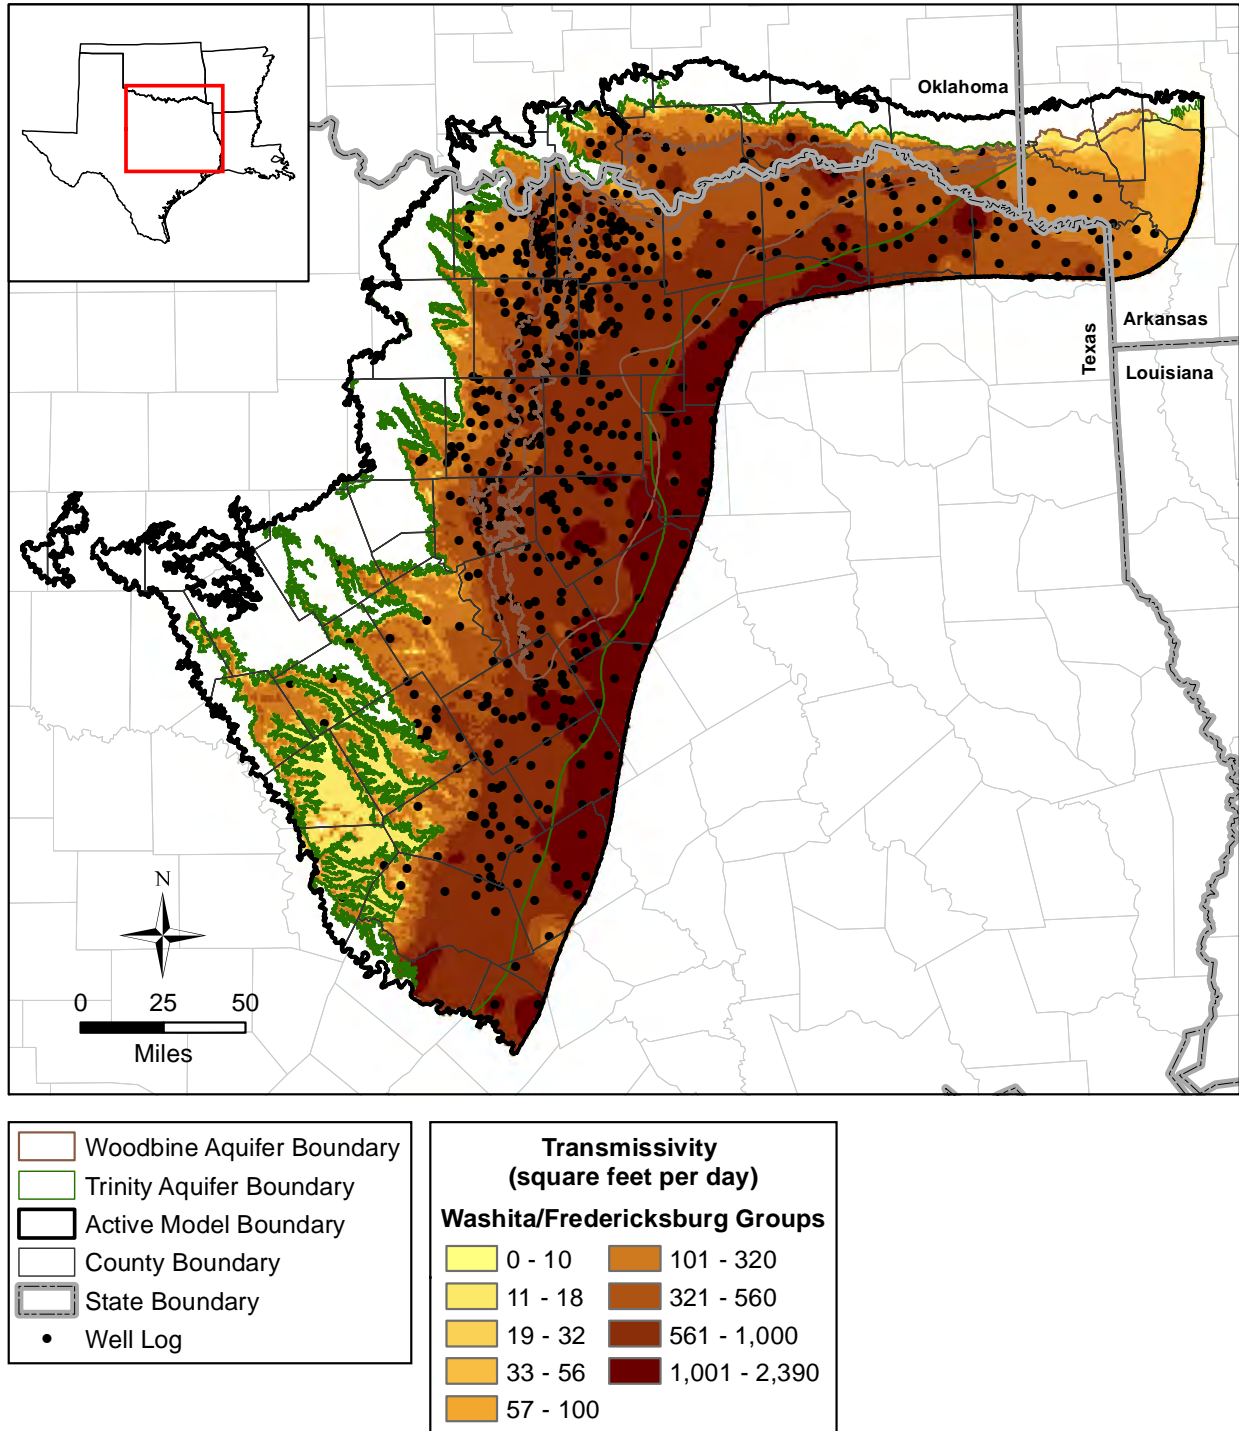 Oklahoma
Texas
Arkansas
Louisiana
N
0 25 50
Miles
Woodbine Aquifer Boundary
Trinity Aquifer Boundary
Active Model Boundary
County Boundary
State Boundary
Well Log
Transmissivity
(square feet per day)
Washita/Fredericksburg Groups
0 - 10
11 - 18
19 - 32
33 - 56
57 - 100
101 - 320
321 - 560
561 - 1,000
1,001 - 2,390